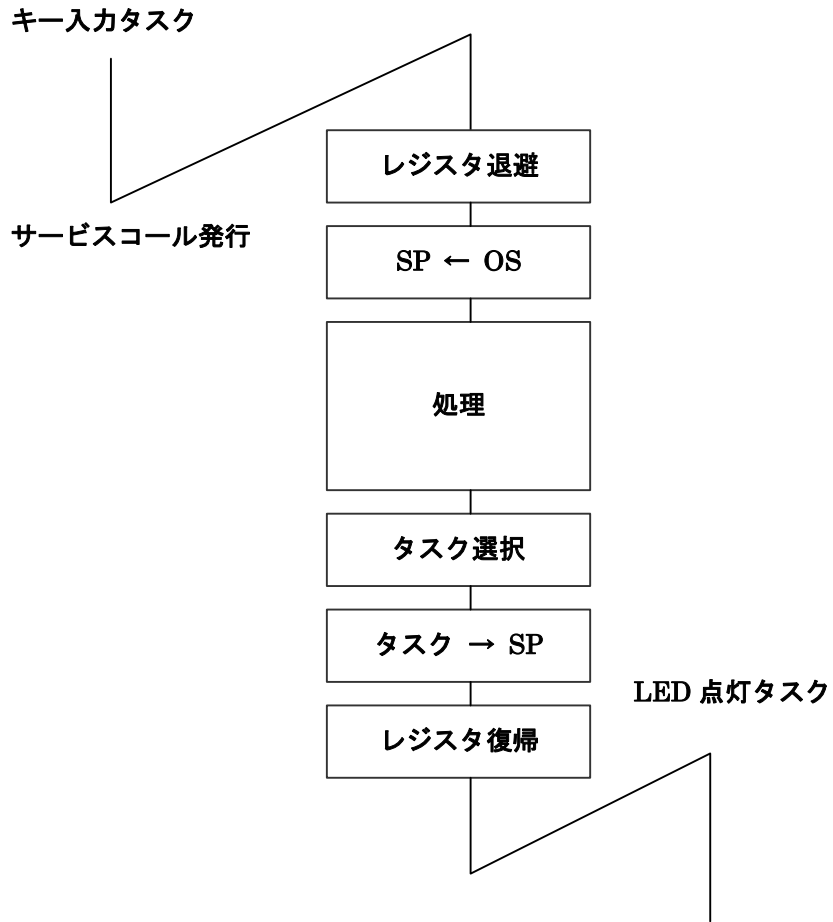 キー入力タスク
レジスタ退避
サービスコール発行
SP ← OS
処理
タスク選択
タスク → SP
LED 点灯タスク
レジスタ復帰